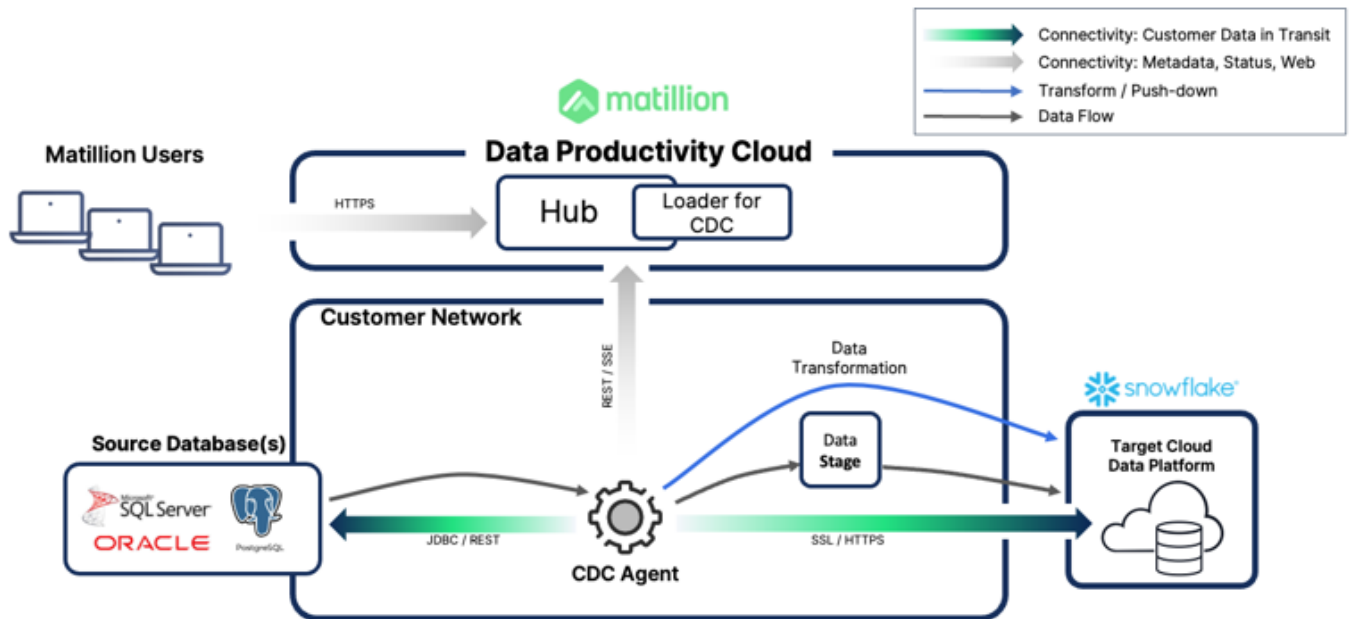 Connectivity: Customer Data in Transit
Connectivity: Metadata, Status, Web
Transform / Push-down
Data Flow
matillion
Matillion Users
Data Productivity Cloud
HTTPS
Hub
Loader for
CDC
Customer Network
REST / SSE
Data
Transformation
snowflake
Source Database(s)
Data
Stage
Target Cloud
Data Platform
Microsoft
SQL Server
ORACLE
PostgreSQL
JDBC / REST
SSL / HTTPS
CDC Agent